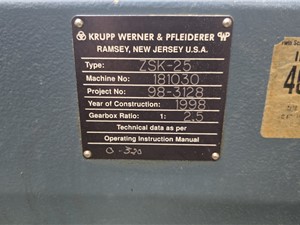 KRUPP WERNER & PFLEIDERER
RAMSEY, NEW JERSEY U.S.A.
Type: ZSK-25
Machine No: 181030
Project No: 98-3128
Year of Construction: 1998
Gearbox Ratio: 1: 2.5
Technical data as per
Operating Instruction Manual